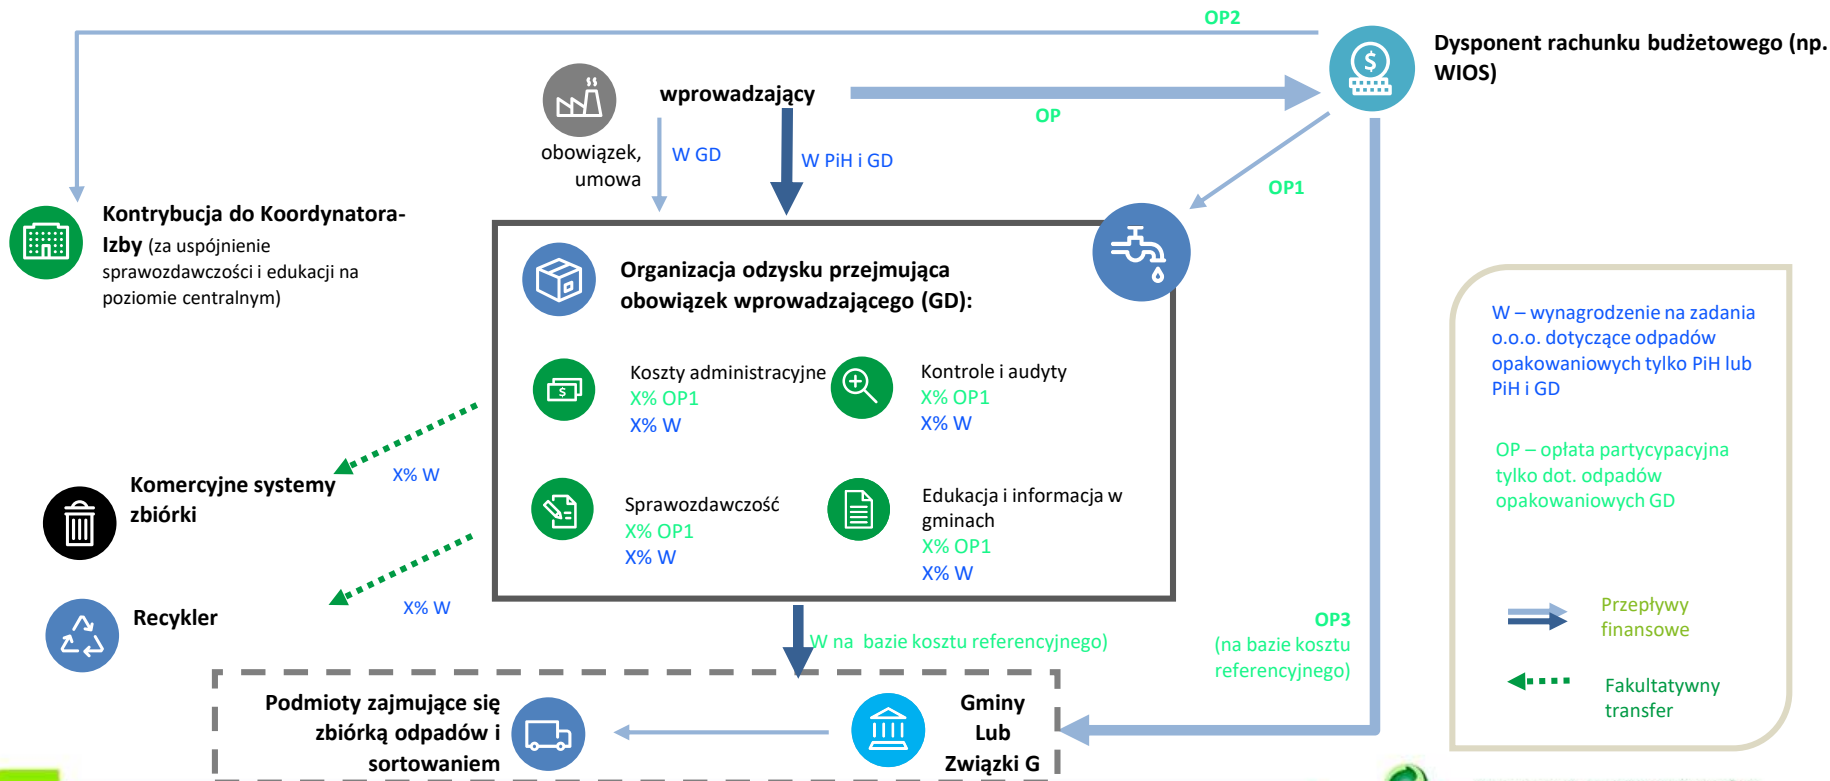 OP2
Dysponent rachunku budżetowego (np.
WIOS)
wprowadzający
OP
obowiązek,
umowa
W GD
W PiH i GD
OP1
Kontrybucja do Koordynatora-
Izby (za uspójnienie
sprawozdawczości i edukacji na
poziomie centralnym)
Organizacja odzysku przejmująca
obowiązek wprowadzającego (GD):
Koszty administracyjne
X% OP1
X% W
Kontrole i audyty
X% OP1
X% W
Sprawozdawczość
X% OP1
X% W
Edukacja i informacja w
gminach
X% OP1
X% W
X% W
Komercyjne systemy
zbiórki
X% W
Recykler
W na bazie kosztu referencyjnego)
OP3
(na bazie kosztu
referencyjnego)
Podmioty zajmujące się
zbiórką odpadów i
sortowaniem
Gminy
Lub
Związki G
W – wynagrodzenie na zadania
o.o.o. dotyczące odpadów
opakowaniowych tylko PiH lub
PiH i GD
OP – opłata partycypacyjna
tylko dot. odpadów
opakowaniowych GD
Przepływy
finansowe
Fakultatywny
transfer